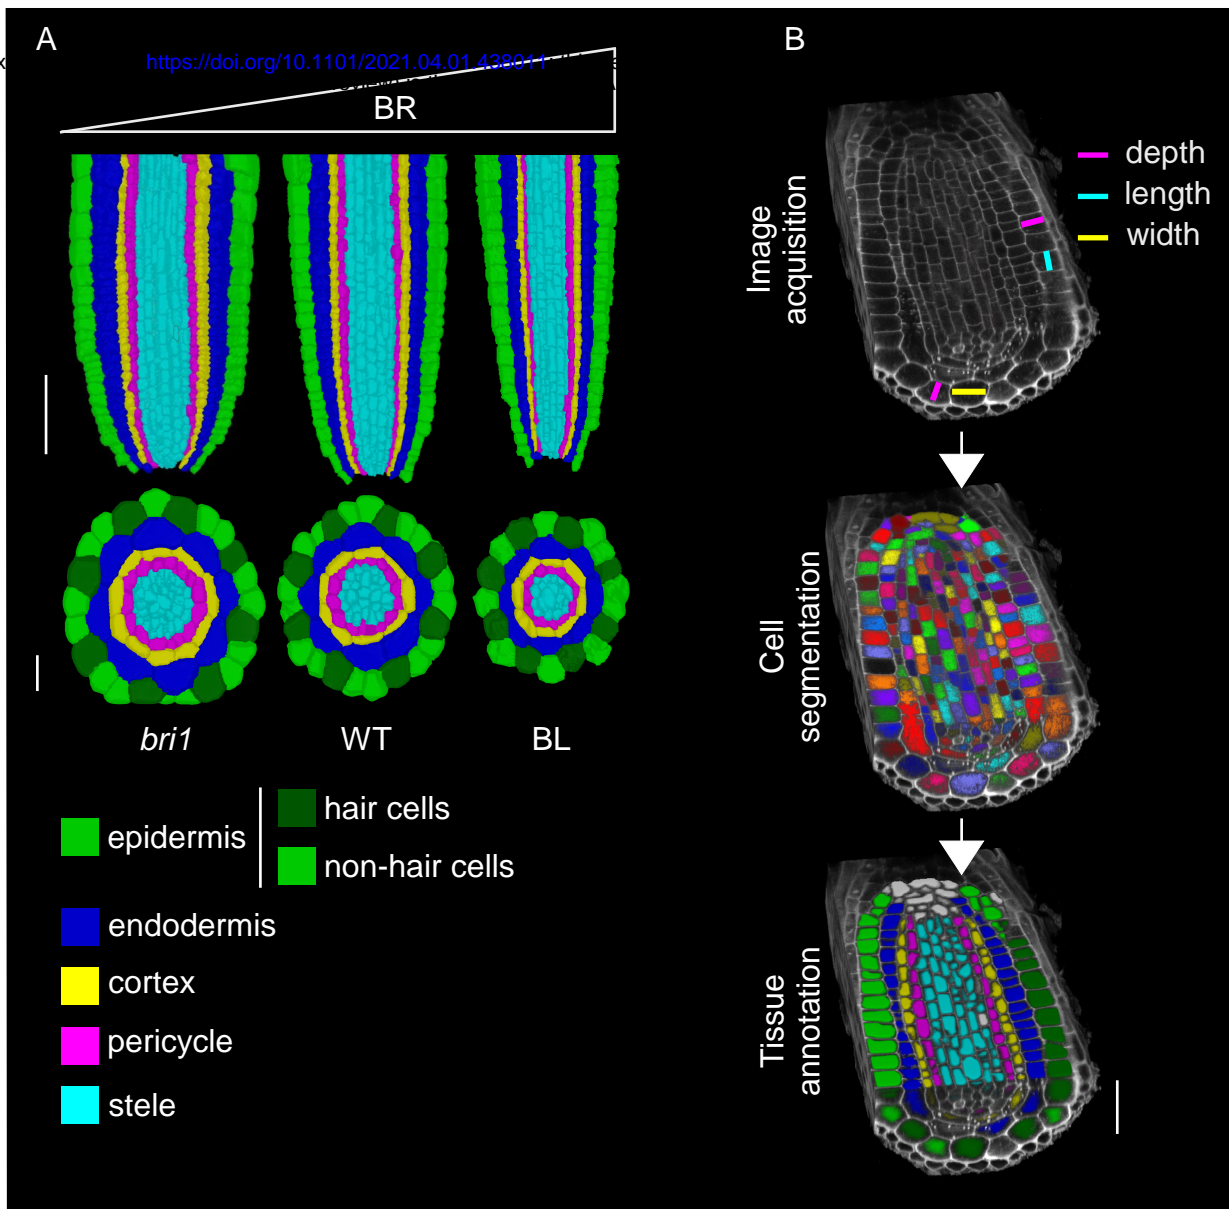 A
B
https://doi.org/10.1101/2021.04.01.438011
BR
depth
length
width
Image
acquisition
Cell
segmentation
bri1
WT
BL
epidermis
hair cells
non-hair cells
endodermis
cortex
pericycle
stele
Tissue
annotation